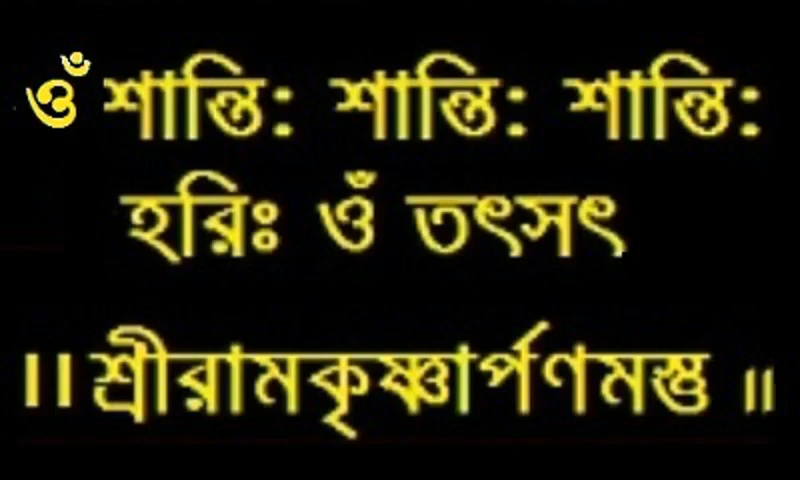 ওঁ শান্তি: শান্তি: শান্তি:
হরিঃ ওঁ তৎসৎ
।। শ্রীরামকৃষ্ণার্পণমস্তু ॥